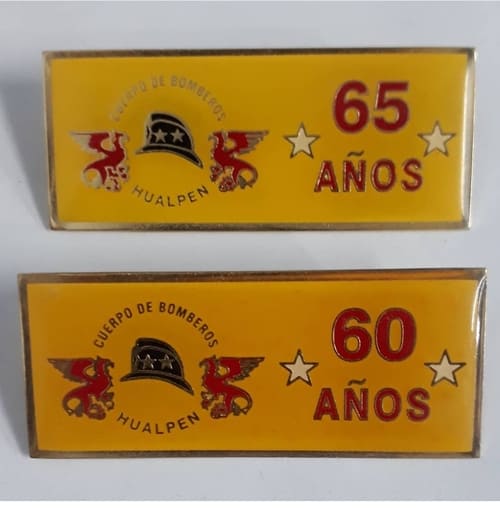 CUERPO DE BOMBEROS
HUALPEN
65
AÑOS
CUERPO DE BOMBEROS
HUALPEN
60
AÑOS